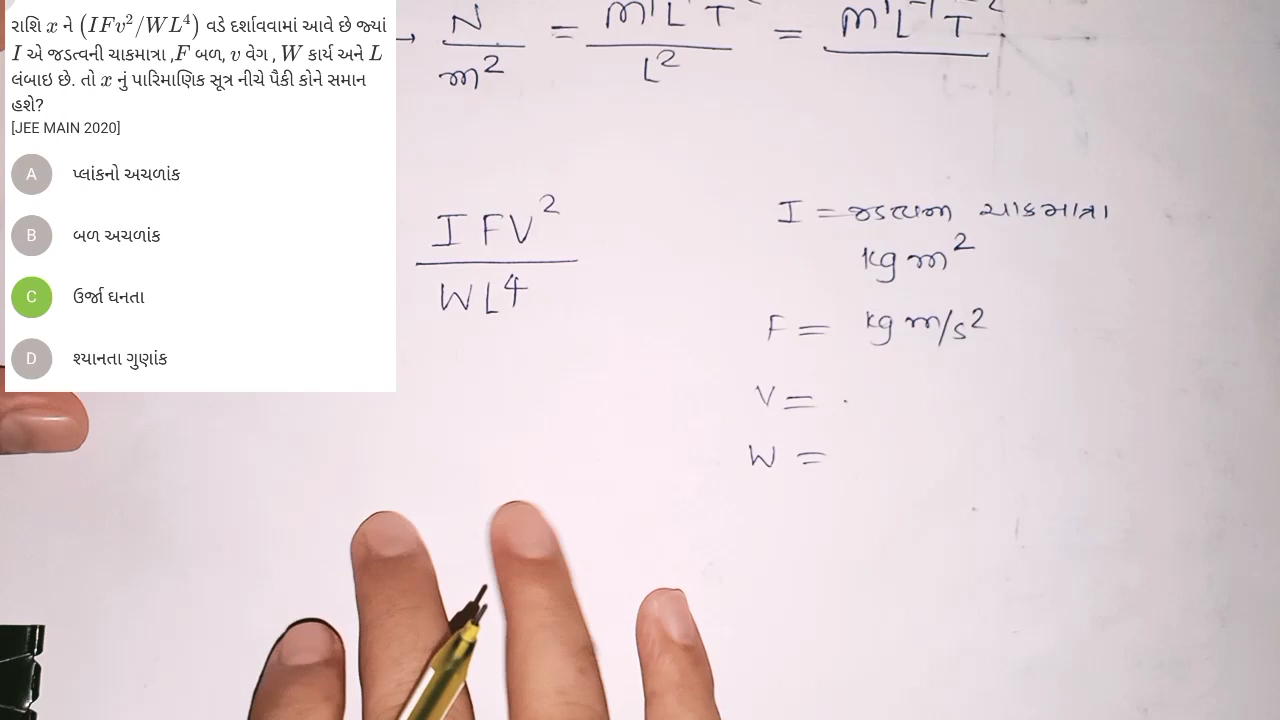 રાશિ x ને (IFv²/WL⁴) વડે દર્શાવવામાં આવે છે જ્યાં
I એ જડત્વની ચાકમાત્રા ,F બળ, v વેગ , W કાર્ય અને L
લંબાઇ છે. તો x નું પારિમાણિક સૂત્ર નીચે પૈકી કોને સમાન
હશે?
[JEE MAIN 2020]
A પ્લાંકનો અચળાંક
B બળ અચળાંક
C ઉર્જા ઘનતા
D શ્યાનતા ગુણાંક
→ N/m² = M¹L¹T⁻²/L² = M¹L⁻¹T⁻²
IFV²/WL⁴
I = જડત્વની ચાકમાત્રા
kg m²
F = kg m/s²
V =
W =